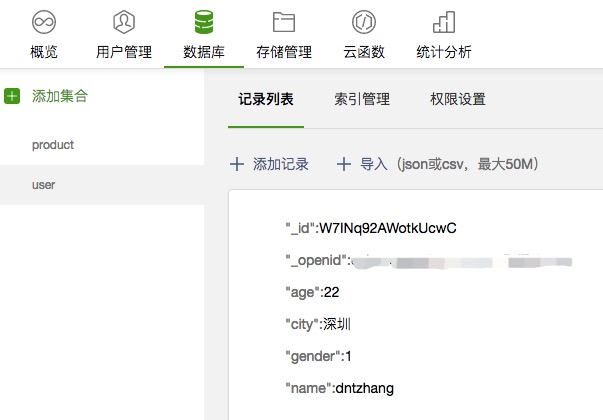 概览 用户管理 数据库 存储管理 云函数 统计分析
添加集合
product
user
记录列表 索引管理 权限设置
添加记录 导入（json或csv，最大50M）
"_id":W7lNq92AWotkUcwC
"_openid":
"age":22
"city":深圳
"gender":1
"name":dntzhang